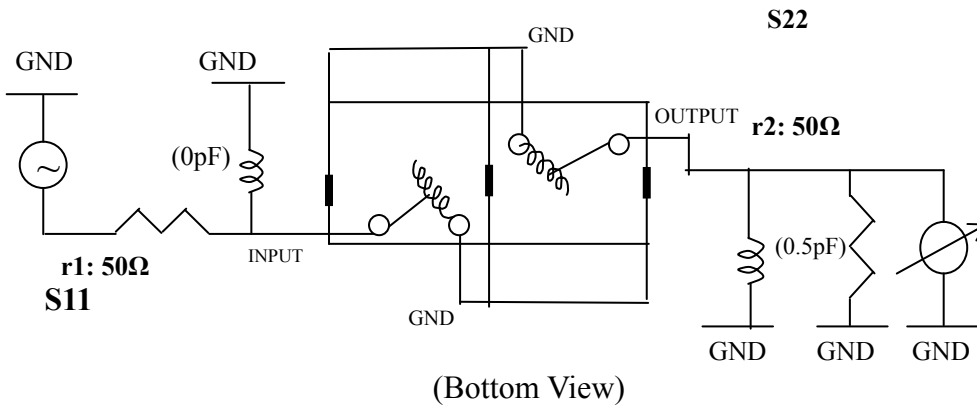 S22
GND
GND
GND
OUTPUT
r2: 50Ω
(0pF)
(0.5pF)
INPUT
r1: 50Ω
S11
GND
GND
GND
GND
(Bottom View)